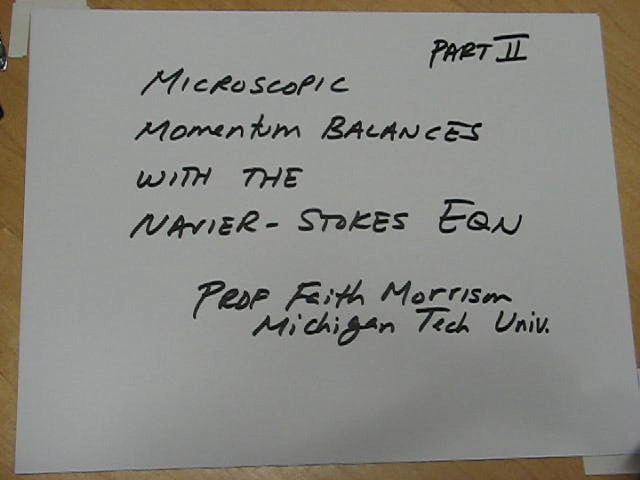 PART II
MICROSCOPIC
Momentum BALANCES
WITH THE
NAVIER-STOKES EQN
PROF Faith Morrison
Michigan Tech Univ.